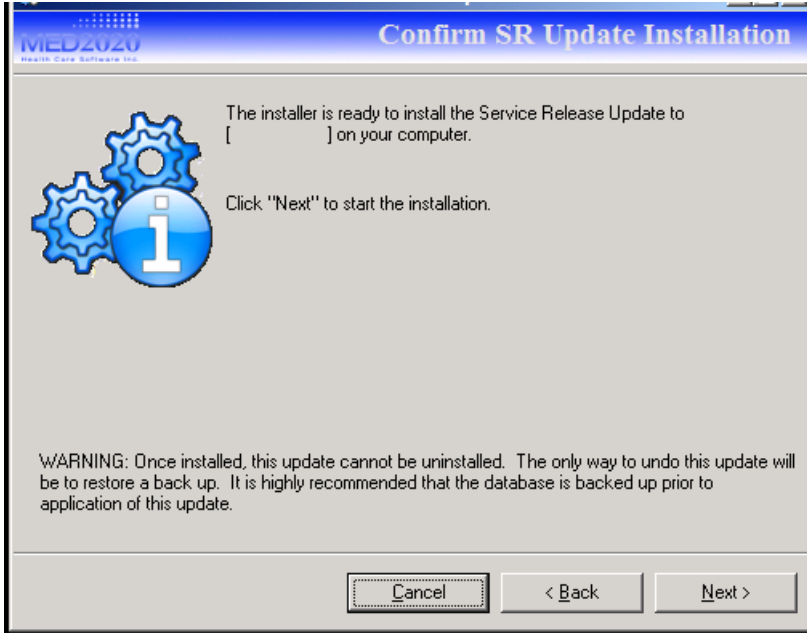 MED2020
Health Care Software Inc.
Confirm SR Update Installation
The installer is ready to install the Service Release Update to
[ ] on your computer.
Click "Next" to start the installation.
WARNING: Once installed, this update cannot be uninstalled. The only way to undo this update will
be to restore a back up. It is highly recommended that the database is backed up prior to
application of this update.
Cancel
< Back
Next >